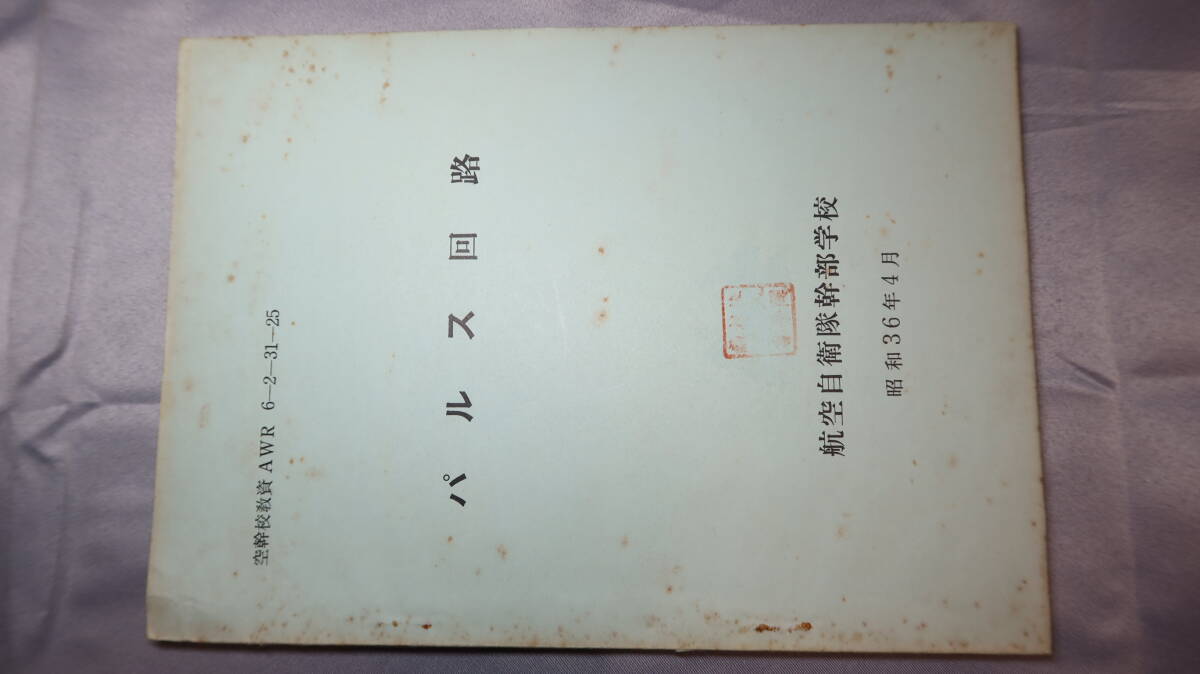 空幹校教資 AWR 6―2―31―25
パルス回路
航空自衛隊幹部学校
昭和36年4月